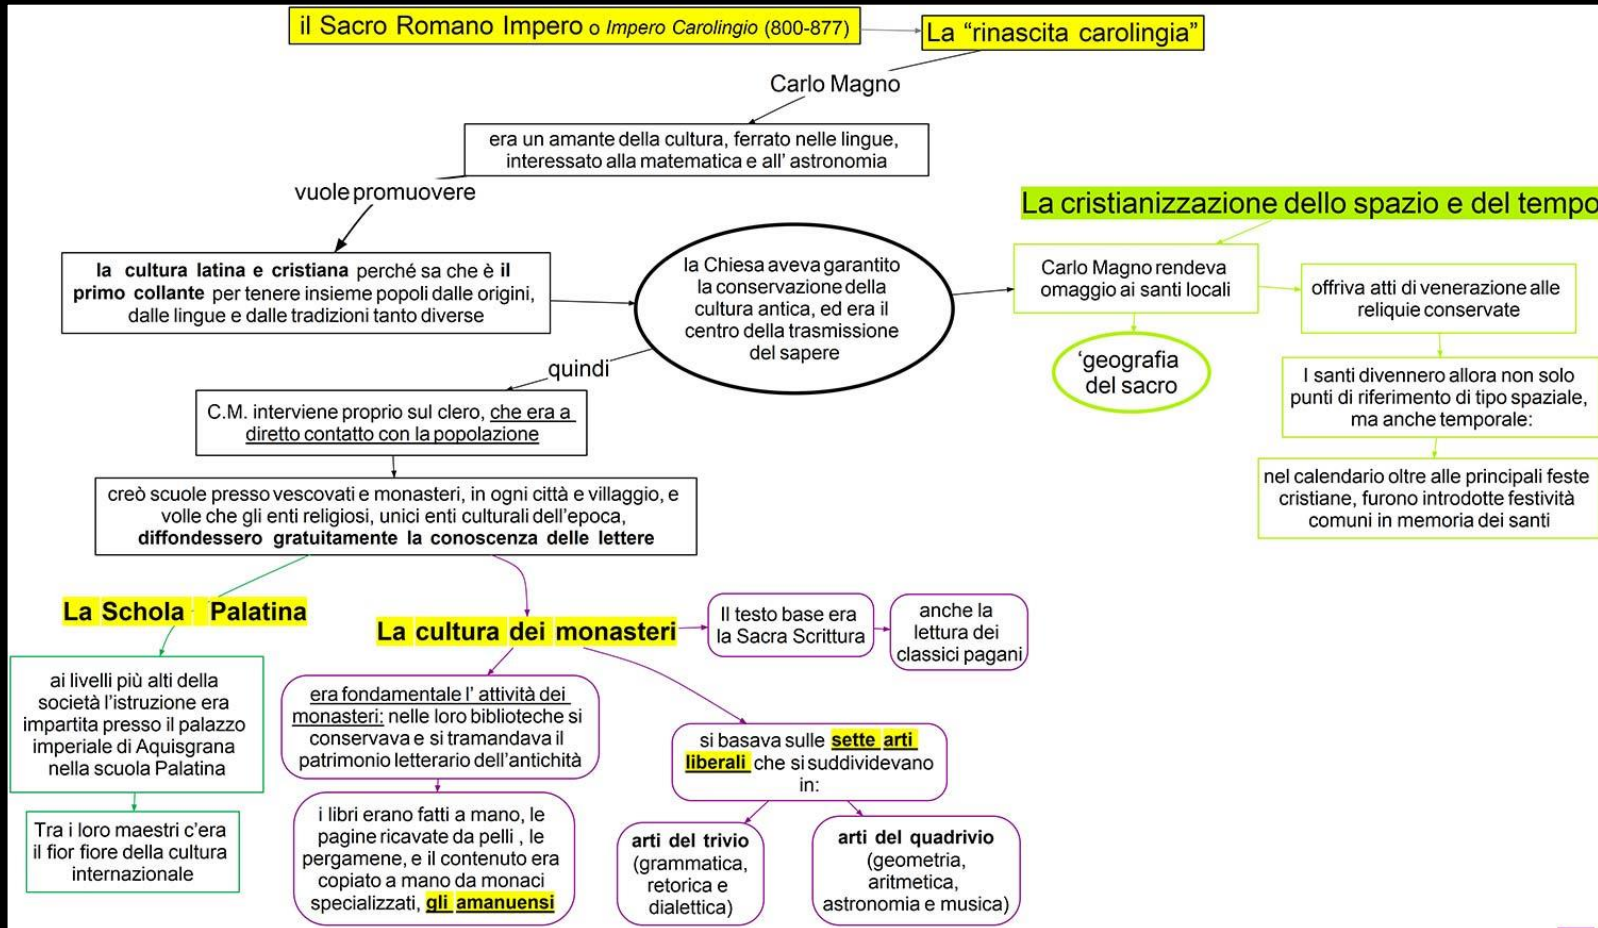 il Sacro Romano Impero o Impero Carolingio (800-877)
La “rinascita carolingia”
Carlo Magno
era un amante della cultura, ferrato nelle lingue,
interessato alla matematica e all’ astronomia
vuole promuovere
la cultura latina e cristiana perché sa che è il
primo collante per tenere insieme popoli dalle origini,
dalle lingue e dalle tradizioni tanto diverse
la Chiesa aveva garantito
la conservazione della
cultura antica, ed era il
centro della trasmissione
del sapere
La cristianizzazione dello spazio e del tempo
Carlo Magno rendeva
omaggio ai santi locali
‘geografia
del sacro
offriva atti di venerazione alle
reliquie conservate
I santi divennero allora non solo
punti di riferimento di tipo spaziale,
ma anche temporale:
nel calendario oltre alle principali feste
cristiane, furono introdotte festività
comuni in memoria dei santi
quindi
C.M. interviene proprio sul clero, che era a
diretto contatto con la popolazione
creò scuole presso vescovati e monasteri, in ogni città e villaggio, e
volle che gli enti religiosi, unici enti culturali dell’epoca,
diffondessero gratuitamente la conoscenza delle lettere
La Schola Palatina
ai livelli più alti della
società l’istruzione era
impartita presso il palazzo
imperiale di Aquisgrana
nella scuola Palatina
Tra i loro maestri c’era
il fior fiore della cultura
internazionale
La cultura dei monasteri
Il testo base era
la Sacra Scrittura
anche la
lettura dei
classici pagani
era fondamentale l’ attività dei
monasteri: nelle loro biblioteche si
conservava e si tramandava il
patrimonio letterario dell’antichità
i libri erano fatti a mano, le
pagine ricavate da pelli , le
pergamene, e il contenuto era
copiato a mano da monaci
specializzati, gli amanuensi
si basava sulle sette arti
liberali che si suddividevano
in:
arti del trivio
(grammatica,
retorica e
dialettica)
arti del quadrivio
(geometria,
aritmetica,
astronomia e musica)